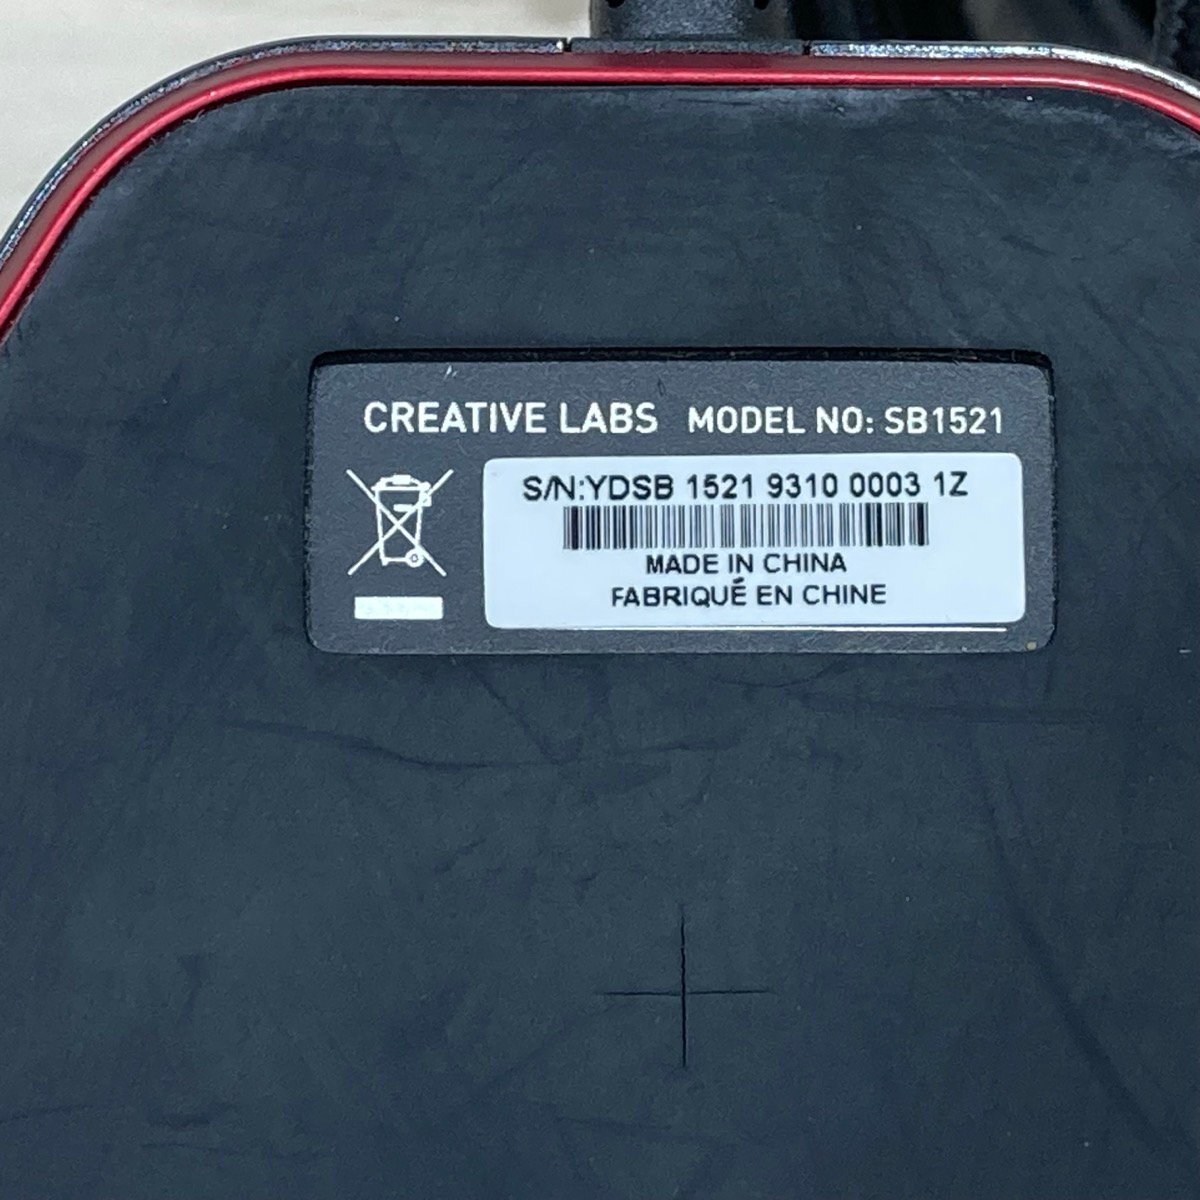 CREATIVE LABS MODEL NO: SB1521
S/N:YDSB 1521 9310 0003 1Z
MADE IN CHINA
FABRIQUÉ EN CHINE